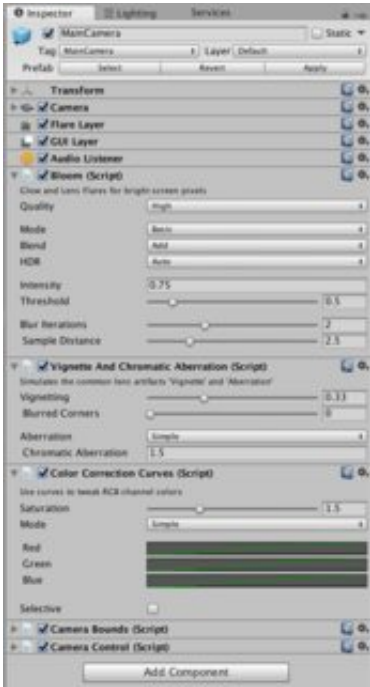 Inspector Lighting Services
MainCamera Static
Tag MainCamera Layer Default
Prefab Select Revert Apply
Transform
Camera
Flare Layer
GUI Layer
Audio Listener
Bloom (Script)
Glow and Lens Flares for bright screen pixels
Quality High
Mode Basic
Blend Add
HDR Auto
Intensity 0.75
Threshold 0.5
Blur Iterations 2
Sample Distance 2.5
Vignette And Chromatic Aberration (Script)
Simulates the common lens artifacts 'Vignette' and 'Aberration'
Vignetting 0.33
Blurred Corners 0
Aberration Simple
Chromatic Aberration 1.5
Color Correction Curves (Script)
Use curves to tweak RGB channel colors
Saturation 1.5
Mode Simple
Red
Green
Blue
Selective
Camera Bounds (Script)
Camera Control (Script)
Add Component